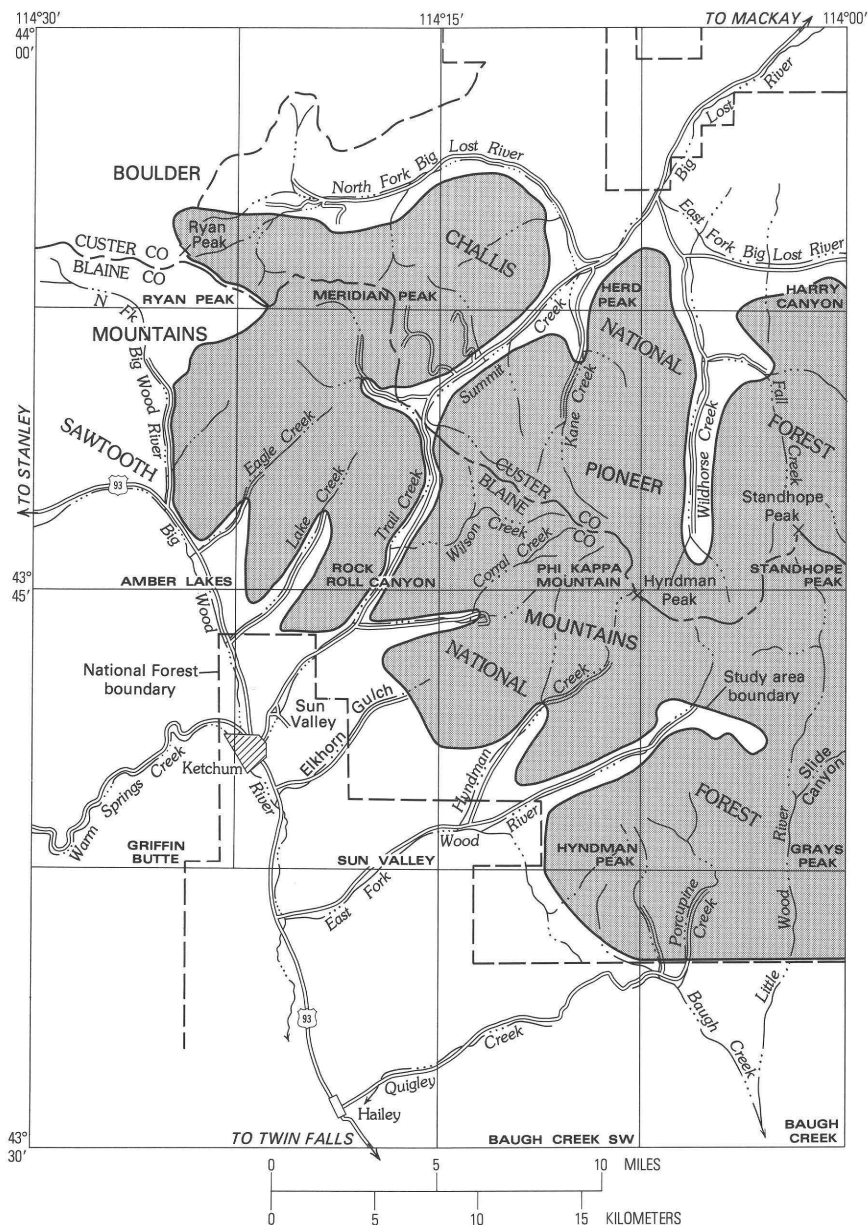 114°30'
114°15'
114°00'
44°
00'
TO MACKAY
Big Lost River
BOULDER
North Fork Big Lost River
East Fork Big Lost River
Ryan
Peak
CHALLIS
CUSTER CO
BLAINE CO
RYAN PEAK
MERIDIAN PEAK
HERD
PEAK
HARRY
CANYON
N Fk Big Wood River
MOUNTAINS
Creek
Summit
NATIONAL
Kane Creek
Fall Creek
FOREST
TO STANLEY
SAWTOOTH
93
Eagle Creek
Lake Creek
Trail Creek
CUSTER CO
BLAINE CO
PIONEER
Wildhorse Creek
Standhope
Peak
Wilson Creek
Corral Creek
Big Wood River
AMBER LAKES
ROCK
ROLL CANYON
PHI KAPPA
MOUNTAIN
Hyndman
Peak
STANDHOPE
PEAK
43°
45'
MOUNTAINS
National Forest
boundary
NATIONAL
Study area
boundary
Sun
Valley
Elkhorn Gulch
Hyndman Creek
Ketchum
Warm Springs Creek
Slide
Canyon
FOREST
GRIFFIN
BUTTE
SUN VALLEY
East Fork Wood River
HYNDMAN
PEAK
GRAYS
PEAK
Porcupine
Creek
Little Wood River
93
Quigley Creek
Baugh Creek
Hailey
43°
30'
TO TWIN FALLS
BAUGH CREEK SW
BAUGH
CREEK
0 5 10 MILES
0 5 10 15 KILOMETERS